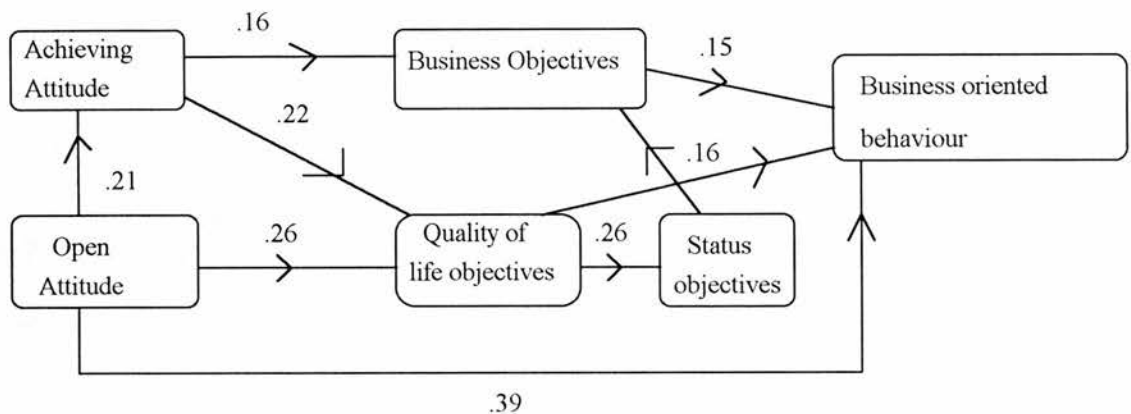 .16
Achieving
Attitude
Business Objectives
.15
Business oriented
behaviour
.22
.16
.21
Open
Attitude
.26
Quality of
life objectives
.26
Status
objectives
.39